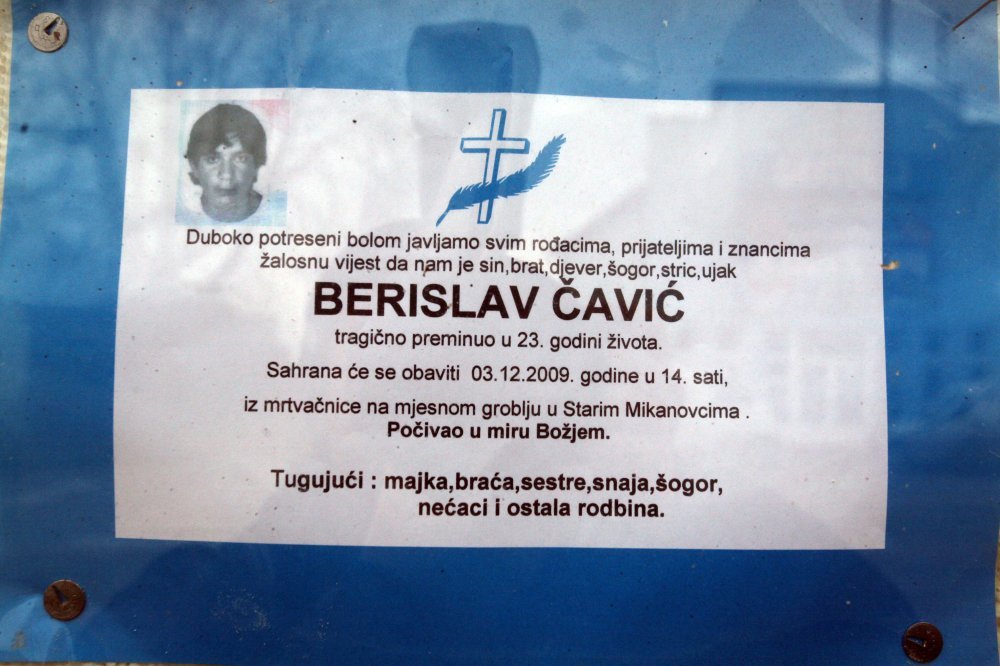 Duboko potreseni bolom javljamo svim rođacima, prijateljima i znancima
žalosnu vijest da nam je sin,brat,djever,šogor,stric,ujak
BERISLAV ČAVIĆ
tragično preminuo u 23. godini života.
Sahrana će se obaviti 03.12.2009. godine u 14. sati,
iz mrtvačnice na mjesnom groblju u Starim Mikanovcima .
Počivao u miru Božjem.
Tugujući : majka,braća,sestre,snaja,šogor,
nećaci i ostala rodbina.